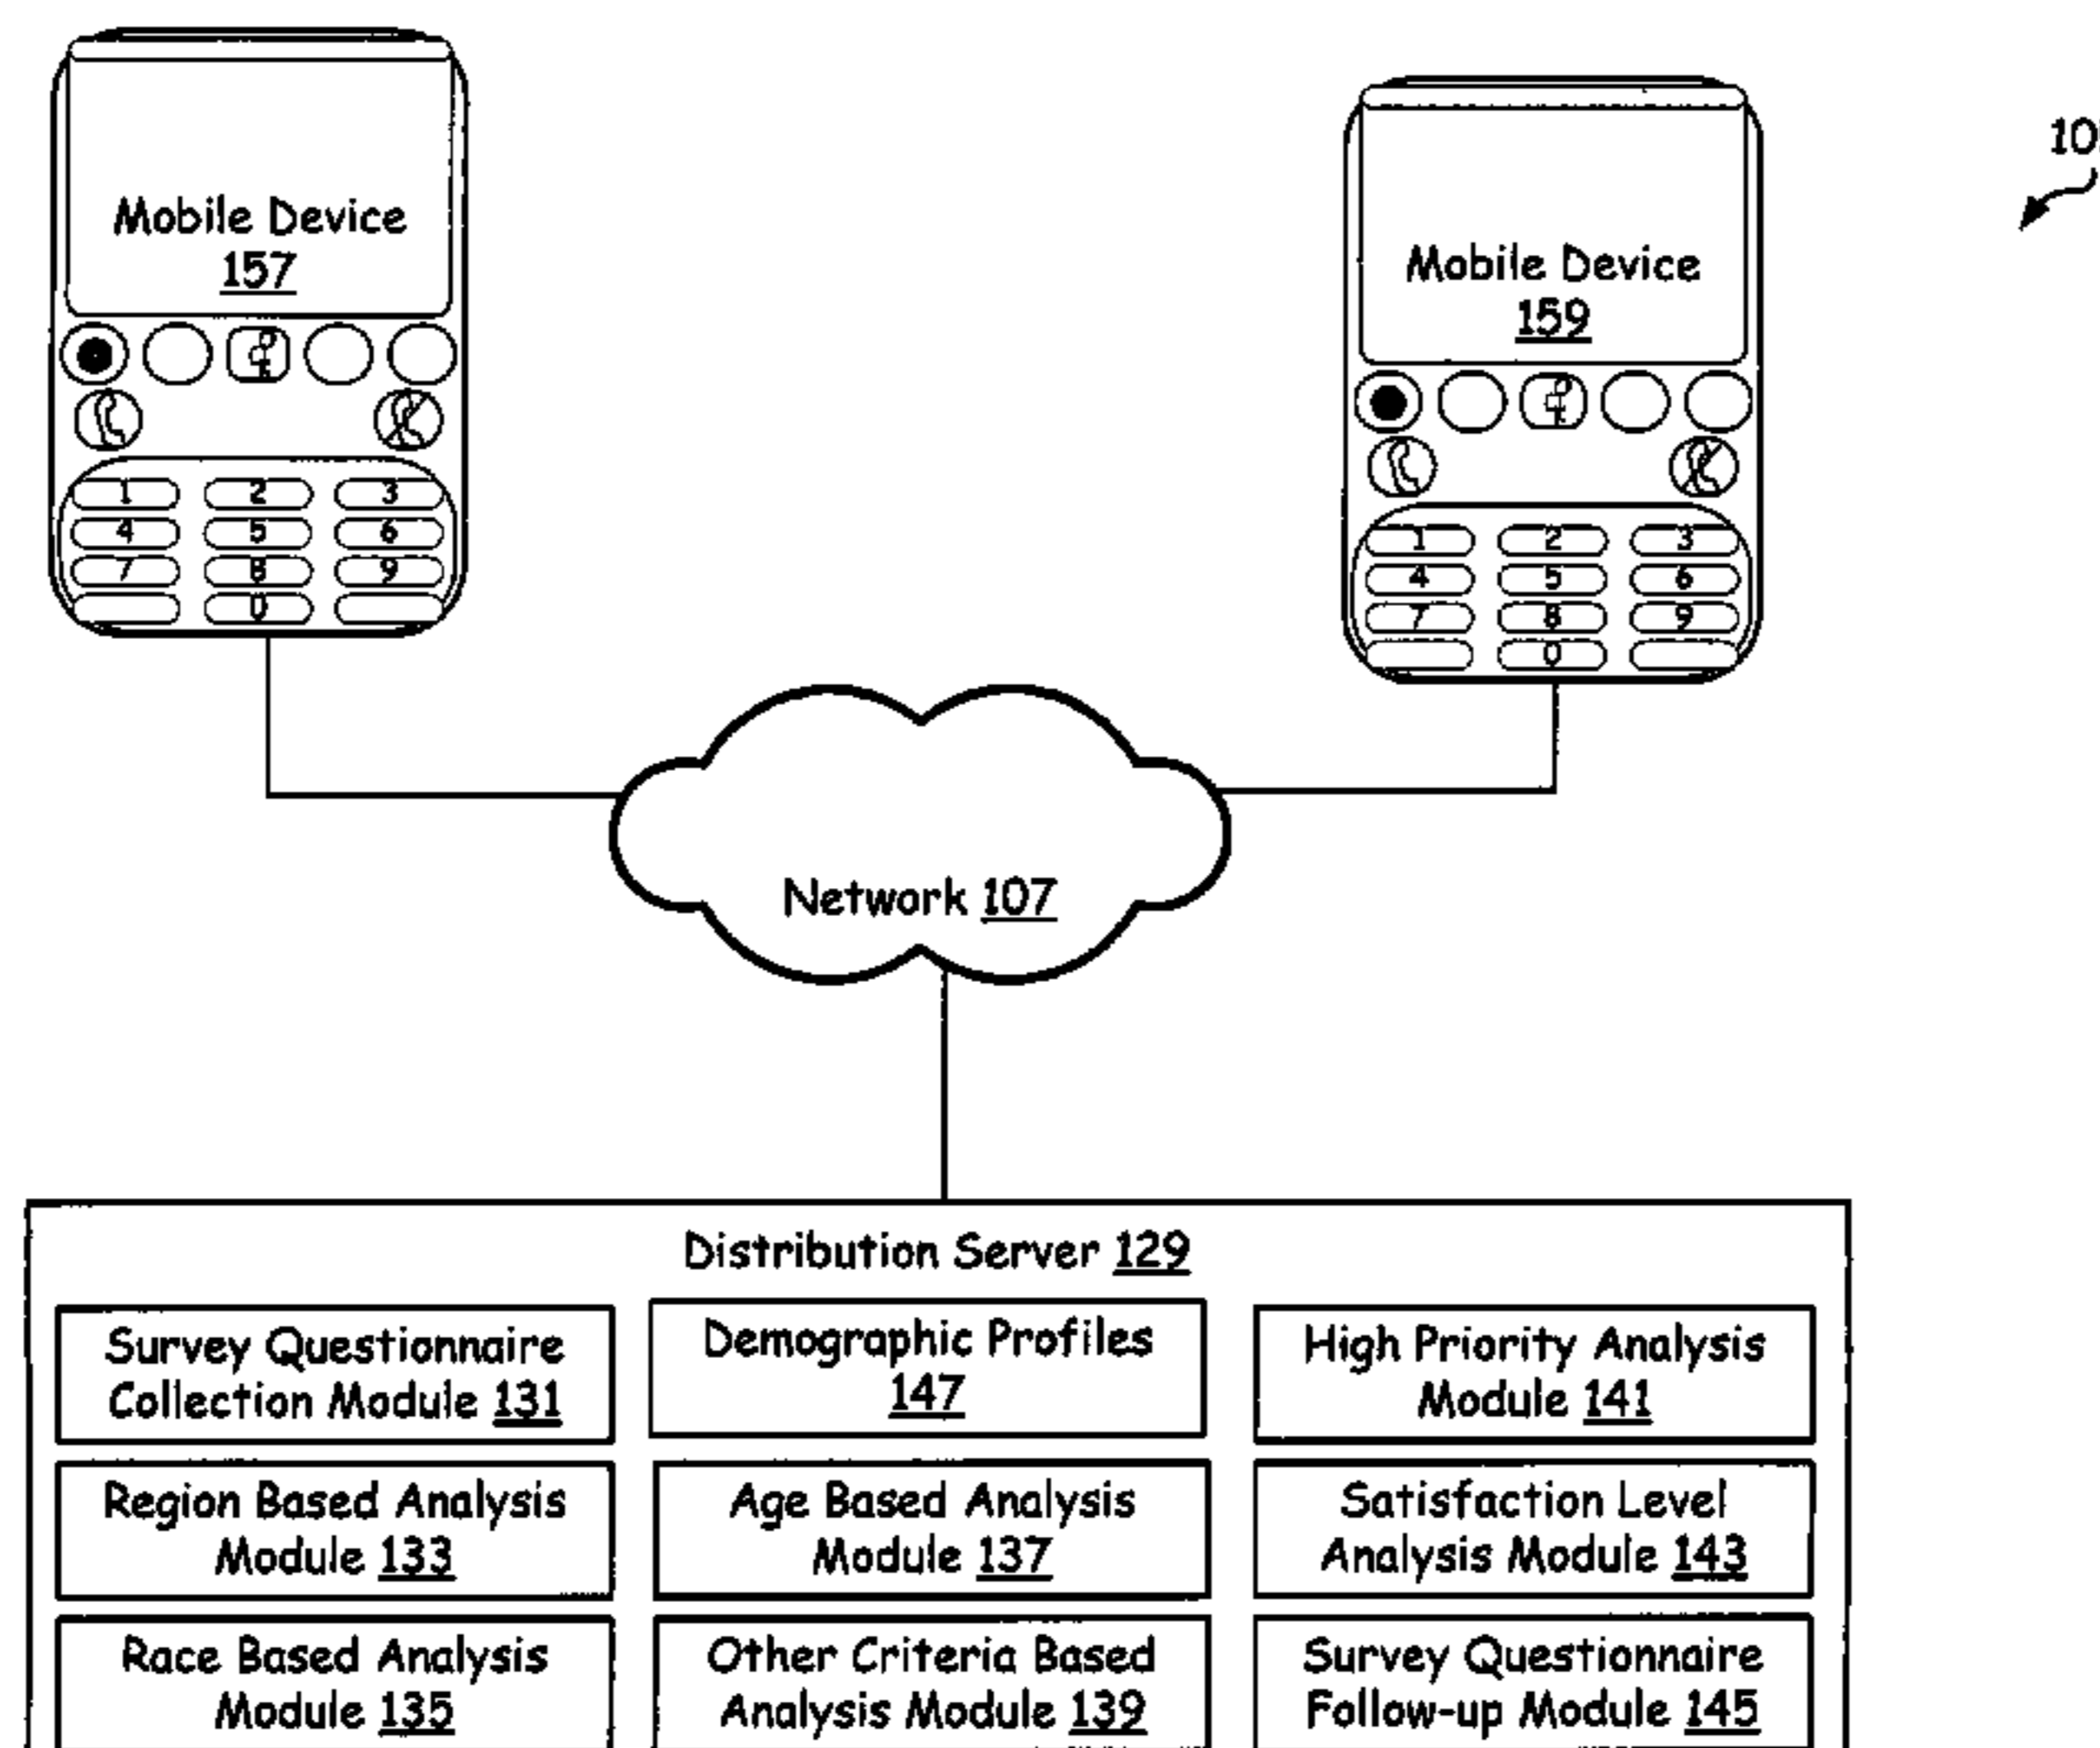 Mobile Device
157
1 2 3
4 5 6
7 8 9
0
Mobile Device
159
1 2 3
4 5 6
7 8 9
0
Network 107
Distribution Server 129
Survey Questionnaire
Collection Module 131
Demographic Profiles
147
High Priority Analysis
Module 141
Region Based Analysis
Module 133
Age Based Analysis
Module 137
Satisfaction Level
Analysis Module 143
Race Based Analysis
Module 135
Other Criteria Based
Analysis Module 139
Survey Questionnaire
Follow-up Module 145